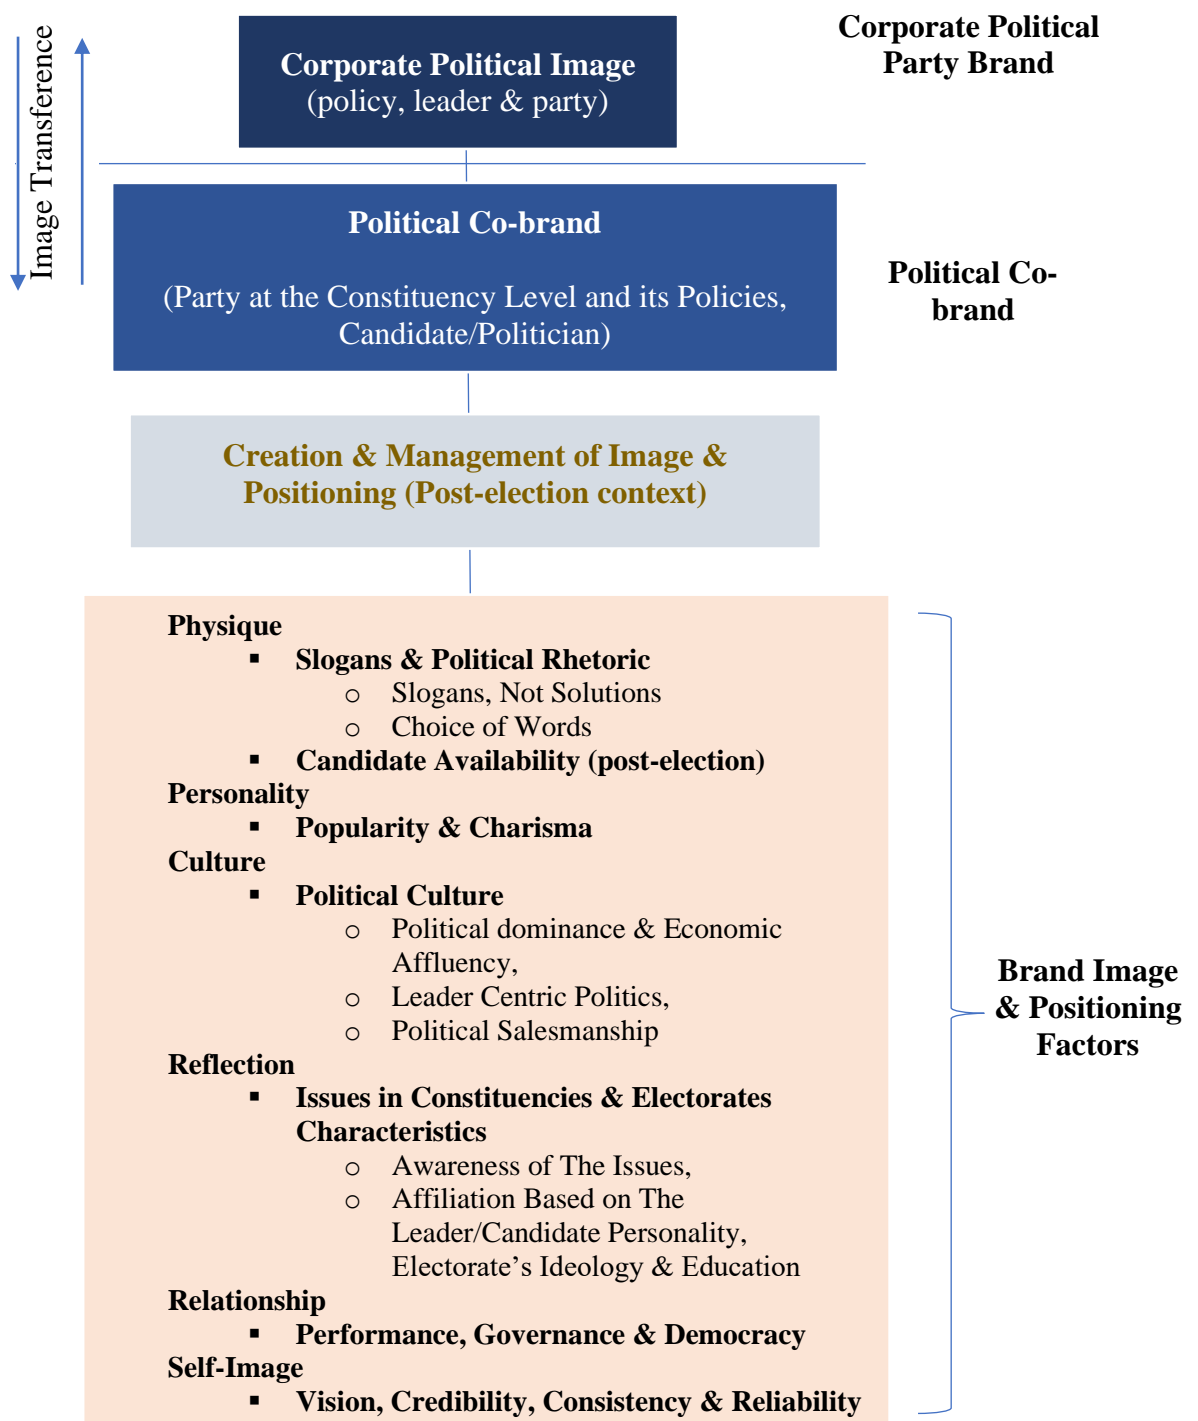 Image Transference
Corporate Political Image
(policy, leader & party)
Corporate Political
Party Brand
Political Co-brand
(Party at the Constituency Level and its Policies,
Candidate/Politician)
Political Co-
brand
Creation & Management of Image &
Positioning (Post-election context)
Physique
▪ Slogans & Political Rhetoric
o Slogans, Not Solutions
o Choice of Words
▪ Candidate Availability (post-election)
Personality
▪ Popularity & Charisma
Culture
▪ Political Culture
o Political dominance & Economic
Affluency,
o Leader Centric Politics,
o Political Salesmanship
Reflection
▪ Issues in Constituencies & Electorates
Characteristics
o Awareness of The Issues,
o Affiliation Based on The
Leader/Candidate Personality,
Electorate’s Ideology & Education
Relationship
▪ Performance, Governance & Democracy
Self-Image
▪ Vision, Credibility, Consistency & Reliability
Brand Image
& Positioning
Factors